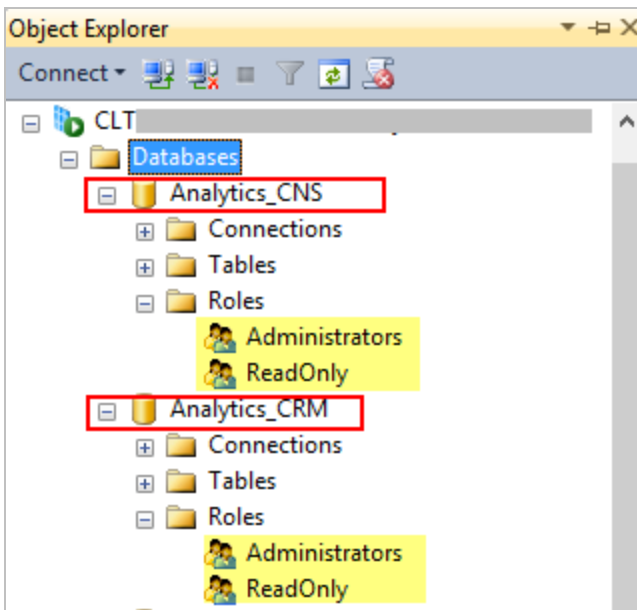 Object Explorer
Connect
CLT
Databases
Analytics_CNS
Connections
Tables
Roles
Administrators
ReadOnly
Analytics_CRM
Connections
Tables
Roles
Administrators
ReadOnly